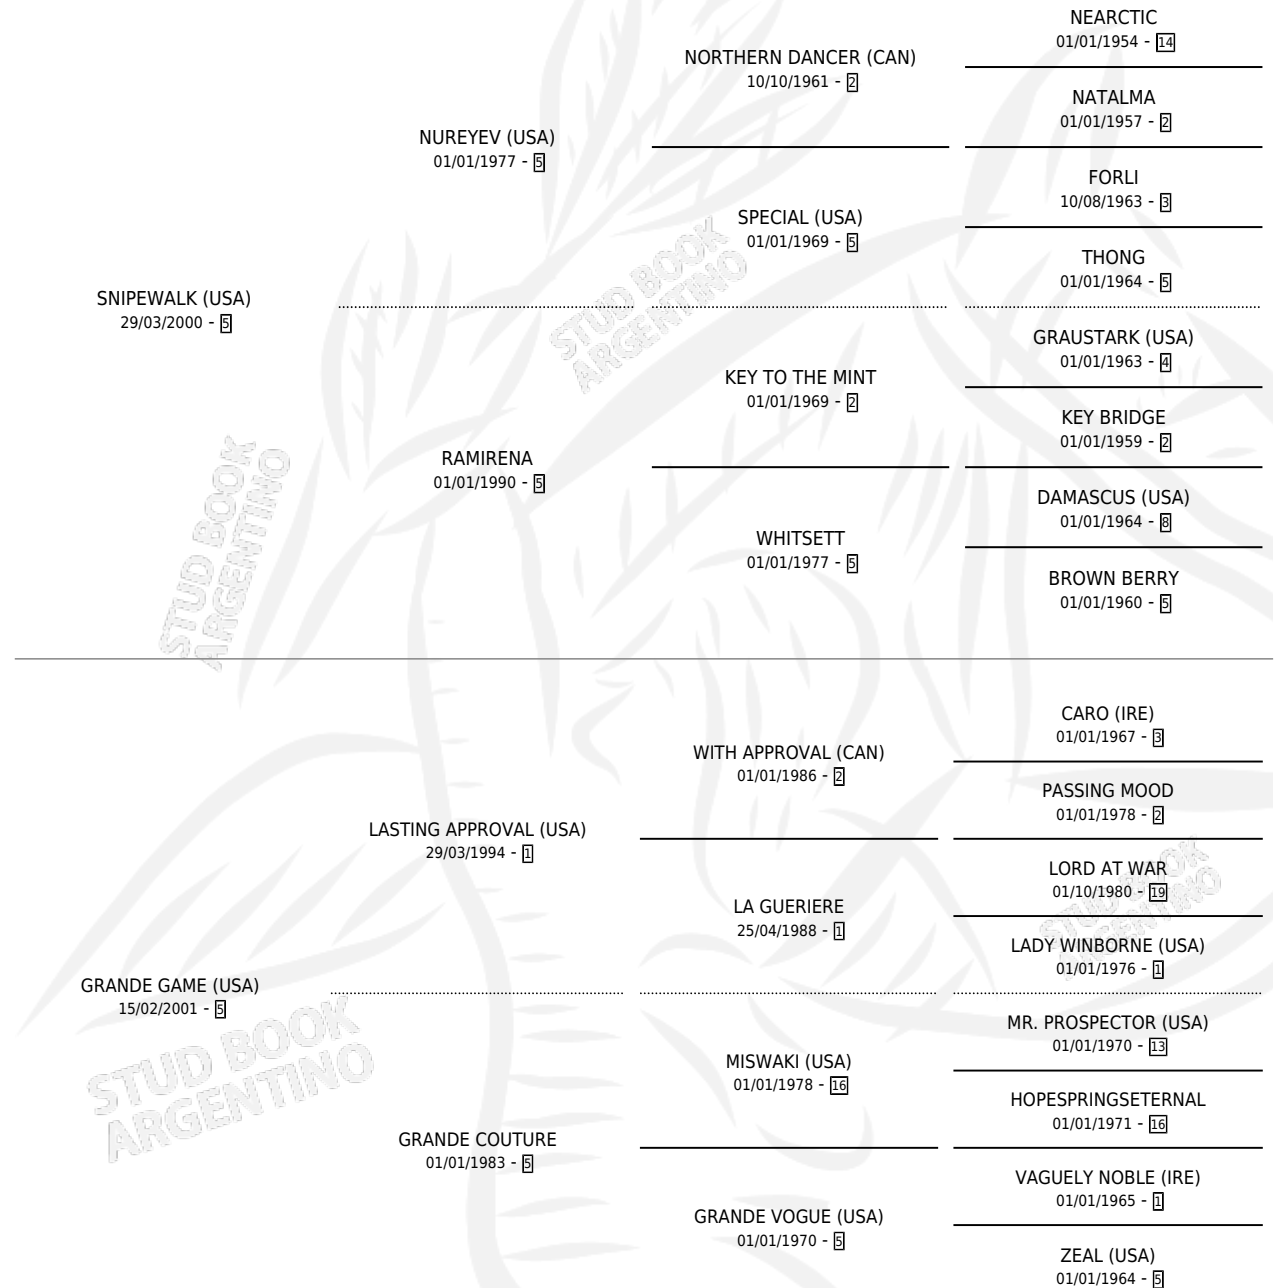 NEARCTIC
01/01/1954 - 14
NORTHERN DANCER (CAN)
10/10/1961 - 2
NATALMA
01/01/1957 - 2
NUREYEV (USA)
01/01/1977 - 5
FORLI
10/08/1963 - 3
SPECIAL (USA)
01/01/1969 - 5
THONG
01/01/1964 - 5
SNIPEWALK (USA)
29/03/2000 - 5
STUD BOOK
ARGENTINO
GRAUSTARK (USA)
01/01/1963 - 4
KEY TO THE MINT
01/01/1969 - 2
KEY BRIDGE
01/01/1959 - 2
RAMIRENA
01/01/1990 - 5
DAMASCUS (USA)
01/01/1964 - 8
WHITSETT
01/01/1977 - 5
BROWN BERRY
01/01/1960 - 5
STUD BOOK
ARGENTINO
CARO (IRE)
01/01/1967 - 3
WITH APPROVAL (CAN)
01/01/1986 - 2
PASSING MOOD
01/01/1978 - 2
LASTING APPROVAL (USA)
29/03/1994 - 1
LORD AT WAR
01/10/1980 - 19
LA GUERIERE
25/04/1988 - 1
LADY WINBORNE (USA)
01/01/1976 - 1
STUD BOOK
ARGENTINO
GRANDE GAME (USA)
15/02/2001 - 5
MR. PROSPECTOR (USA)
01/01/1970 - 13
MISWAKI (USA)
01/01/1978 - 16
HOPESPRINGSETERNAL
01/01/1971 - 16
STUD BOOK
ARGENTINO
GRANDE COUTURE
01/01/1983 - 5
VAGUELY NOBLE (IRE)
01/01/1965 - 1
GRANDE VOGUE (USA)
01/01/1970 - 5
ZEAL (USA)
01/01/1964 - 5